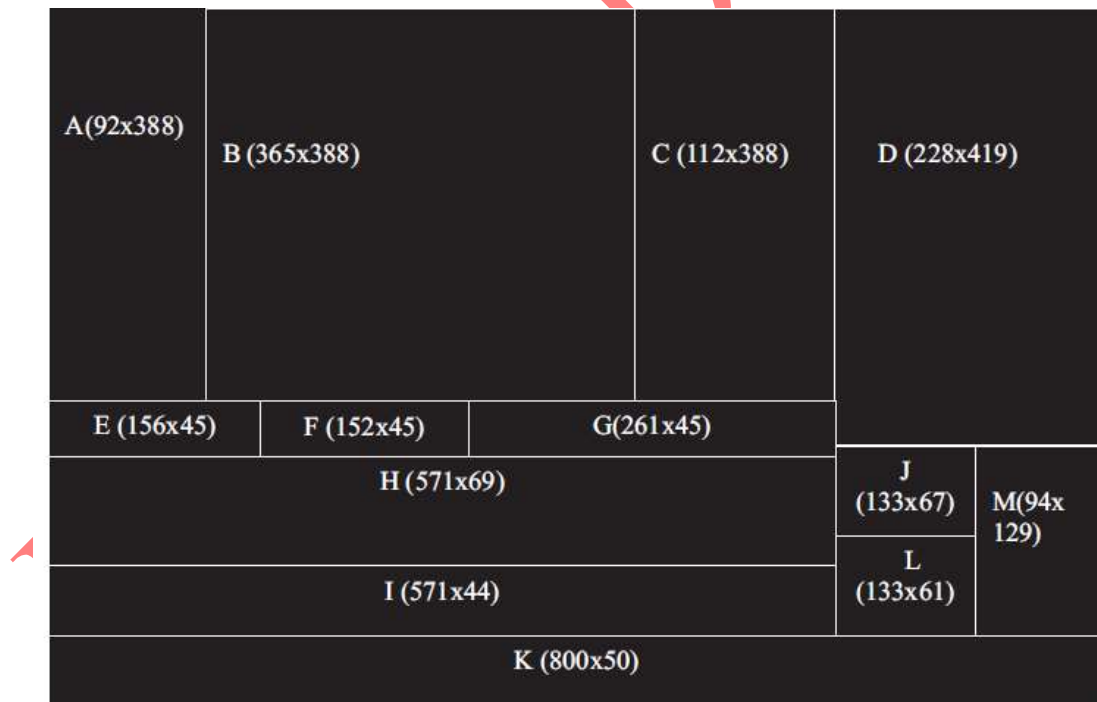 A(92x388)
B (365x388)
C (112x388)
D (228x419)
E (156x45)
F (152x45)
G(261x45)
H (571x69)
J
(133x67)
M(94x
129)
I (571x44)
L
(133x61)
K (800x50)